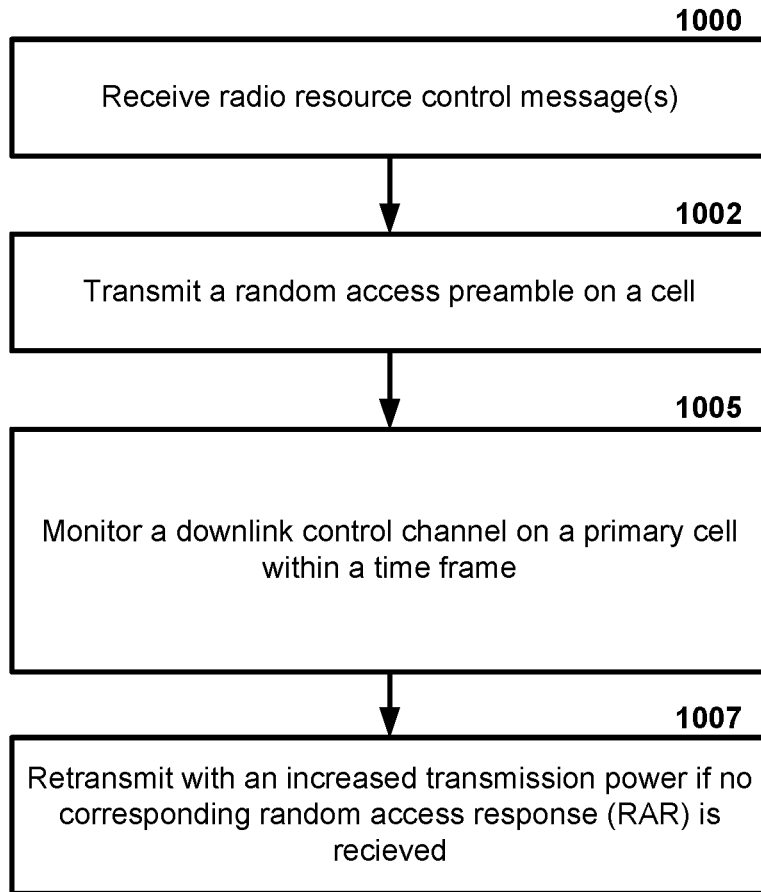 1000
Receive radio resource control message(s)
1002
Transmit a random access preamble on a cell
1005
Monitor a downlink control channel on a primary cell
within a time frame
1007
Retransmit with an increased transmission power if no
corresponding random access response (RAR) is
recieved